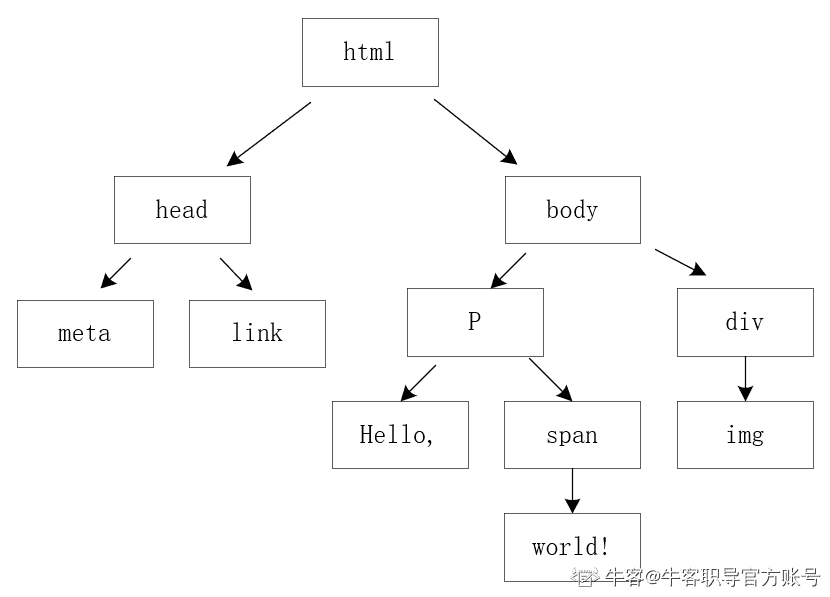 html
head
body
meta
link
P
div
Hello,
span
img
world!
牛客@牛客职导官方账号